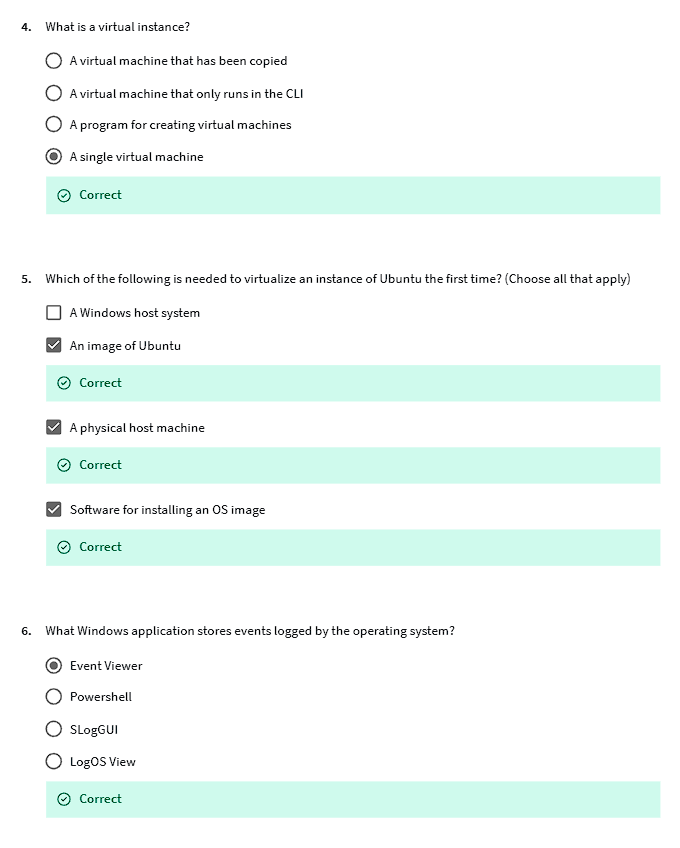 4. What is a virtual instance?
A virtual machine that has been copied
A virtual machine that only runs in the CLI
A program for creating virtual machines
A single virtual machine
Correct
5. Which of the following is needed to virtualize an instance of Ubuntu the first time? (Choose all that apply)
A Windows host system
An image of Ubuntu
Correct
A physical host machine
Correct
Software for installing an OS image
Correct
6. What Windows application stores events logged by the operating system?
Event Viewer
Powershell
SLogGUI
LogOS View
Correct